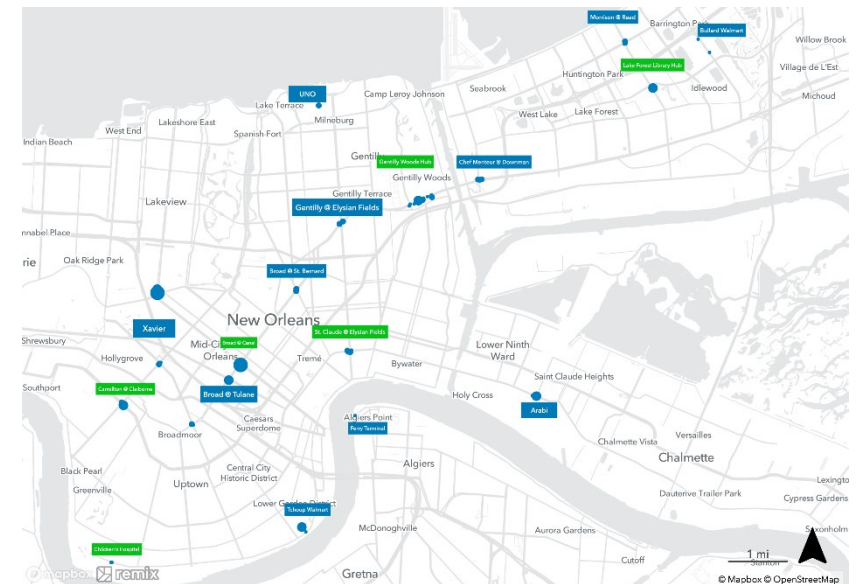 Morrison @ Read
Barrington Park
Bullard Walmart
Willow Brook
Lake Forest Library Hub
Village de L'Est
Huntington Park
Seabrook
Idlewood
Michoud
UNO
Camp Leroy Johnson
Lake Terrace
Milneburg
West Lake
Lake Forest
Lakeshore East
West End
Spanish Fort
Indian Beach
Gentilly
Gentilly Woods Hub
Chef Menteur @ Downman
Gentilly Woods
Gentilly Terrace
Lakeview
Gentilly @ Elysian Fields
Oak Ridge Park
rie
Broad @ St. Bernard
New Orleans
Xavier
St. Claude @ Elysian Fields
Shrewsbury
Broad @ Canal
Lower Ninth
Ward
Orleans
Tremé
Hollygrove
Bywater
Saint Claude Heights
Southport
Carrollton @ Claiborne
Broad @ Tulane
Holy Cross
Arabi
Algiers Point
Ferry Terminal
Caesars
Superdome
Broadmoor
Versailles
Chalmette Vista
Chalmette
Algiers
Black Pearl
Greenville
Central City
Historic District
Uptown
Dauterive Trailer Park
Cypress Gardens
Tchoup Walmart
McDonoghville
Aurora Gardens
Children's Hospital
1 mi
Cutoff
Gretna
mapbox remix
© Mapbox © OpenStreetMap